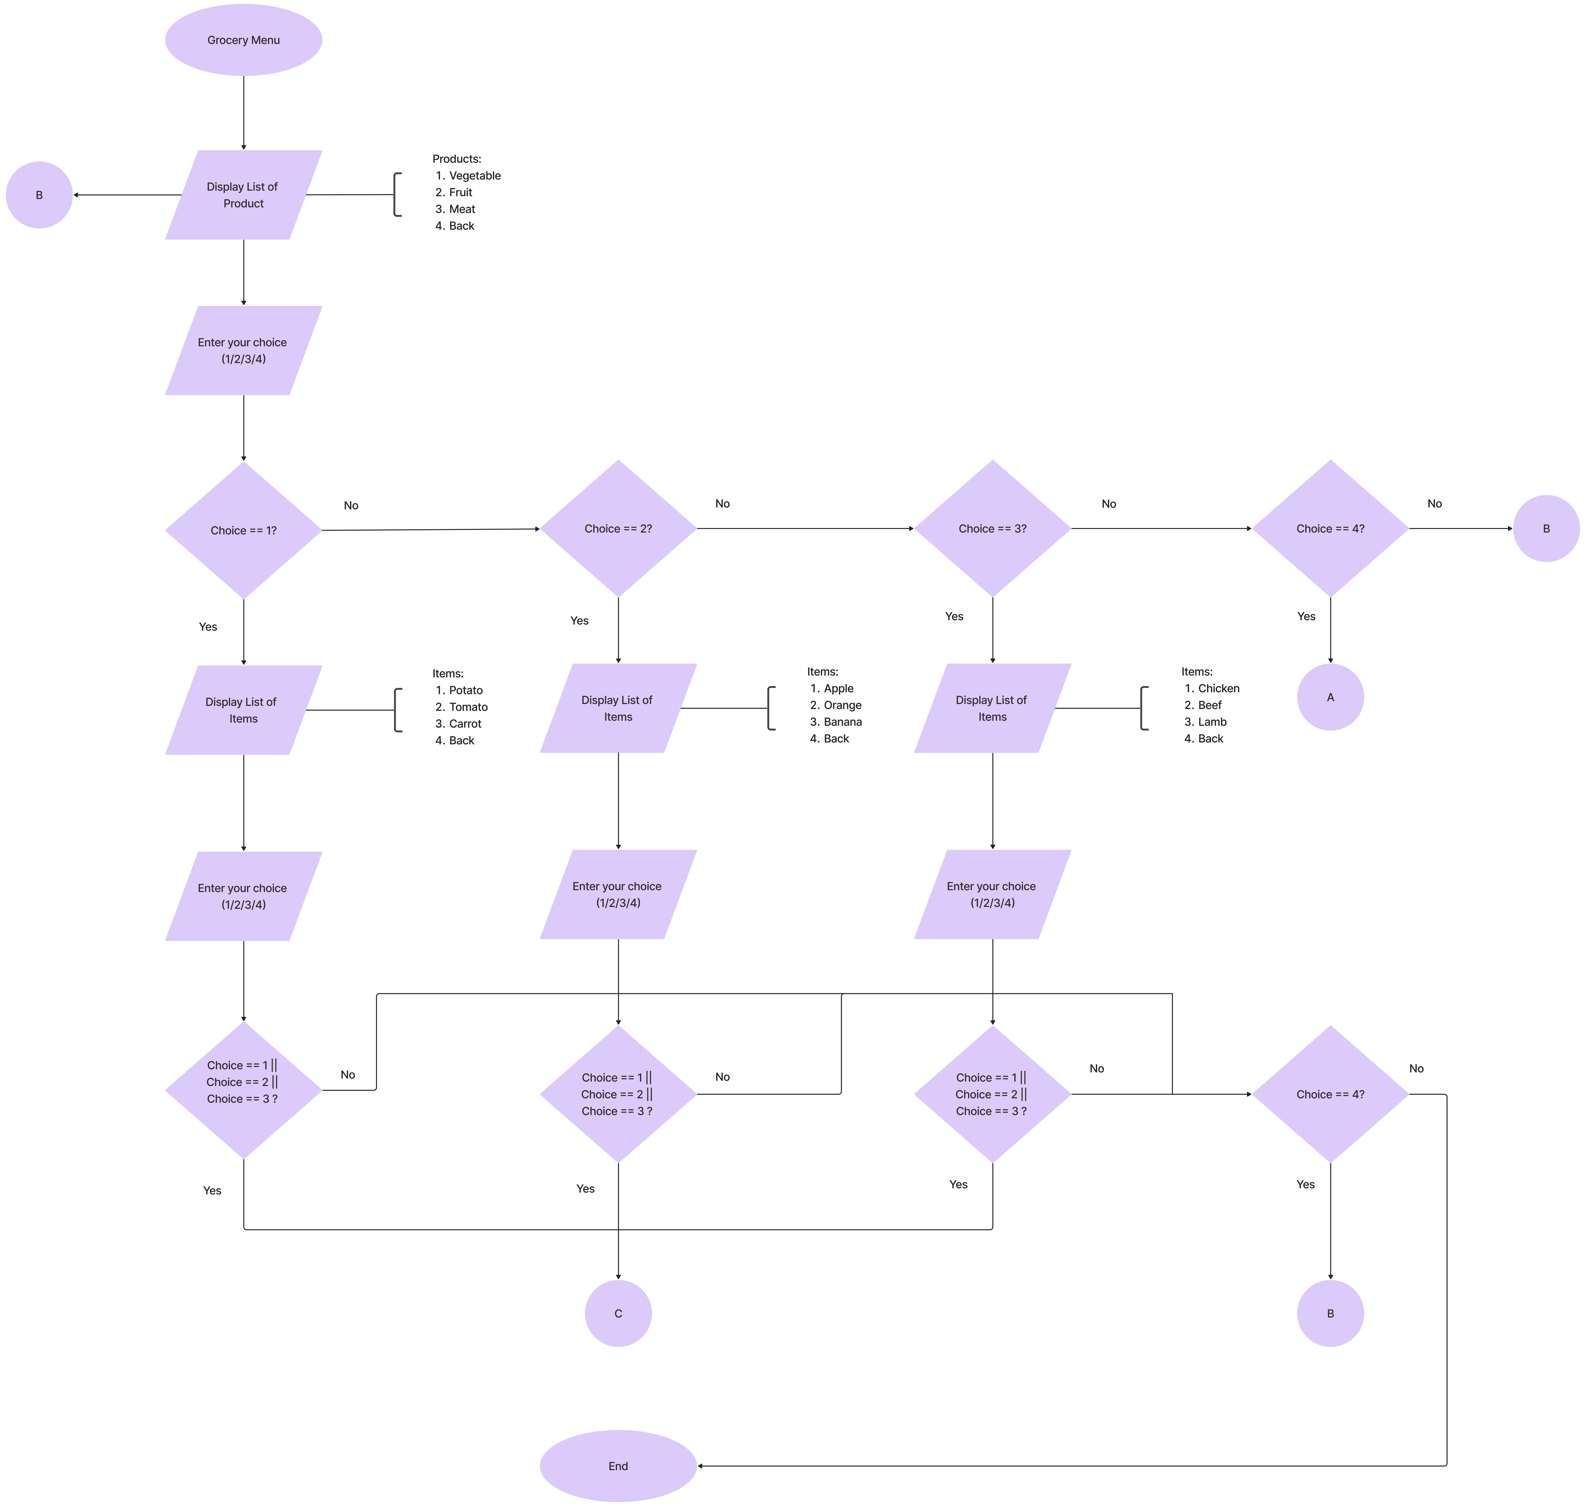 Grocery Menu
B
Display List of
Product
Products:
1. Vegetable
2. Fruit
3. Meat
4. Back
Enter your choice
(1/2/3/4)
Choice == 1?
No
Choice == 2?
No
Choice == 3?
No
Choice == 4?
No
B
Yes
Yes
Yes
Yes
Display List of
Items
Items:
1. Potato
2. Tomato
3. Carrot
4. Back
Display List of
Items
Items:
1. Apple
2. Orange
3. Banana
4. Back
Display List of
Items
Items:
1. Chicken
2. Beef
3. Lamb
4. Back
A
Enter your choice
(1/2/3/4)
Enter your choice
(1/2/3/4)
Enter your choice
(1/2/3/4)
Choice == 1 ||
Choice == 2 ||
Choice == 3 ?
No
Choice == 1 ||
Choice == 2 ||
Choice == 3 ?
No
Choice == 1 ||
Choice == 2 ||
Choice == 3 ?
No
Choice == 4?
No
Yes
Yes
Yes
Yes
C
B
End